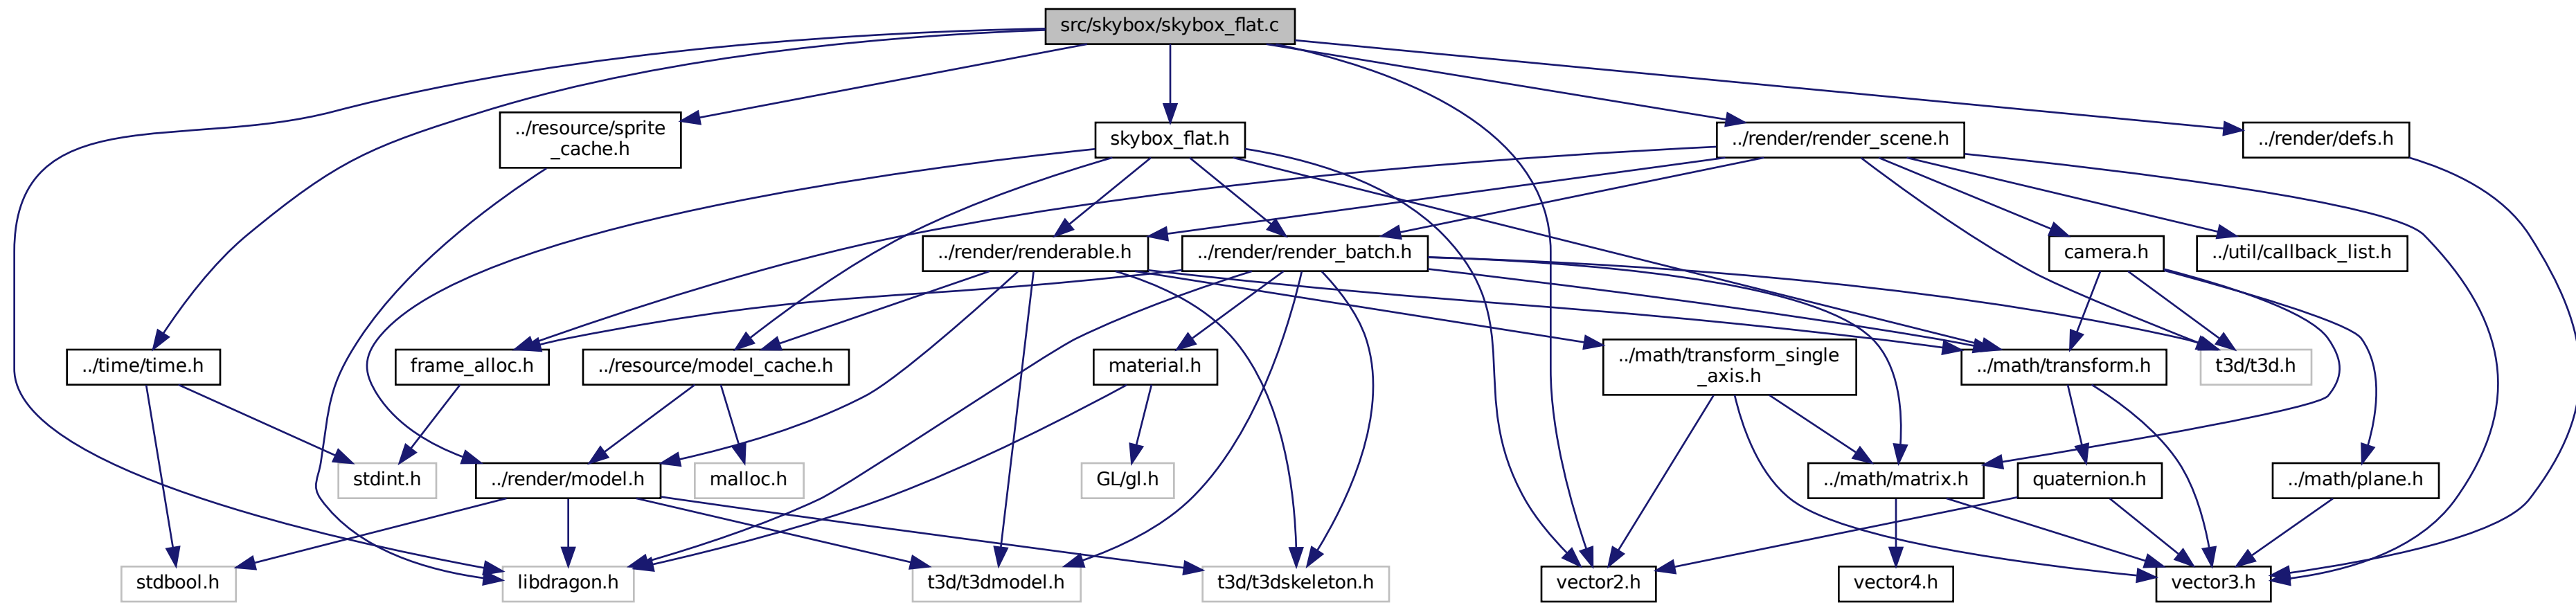 src/skybox/skybox_flat.c
../resource/sprite
_cache.h
skybox_flat.h
../render/render_scene.h
../render/defs.h
../render/renderable.h
../render/render_batch.h
camera.h
../util/callback_list.h
../time/time.h
frame_alloc.h
../resource/model_cache.h
material.h
../math/transform_single
_axis.h
../math/transform.h
t3d/t3d.h
stdint.h
../render/model.h
malloc.h
GL/gl.h
../math/matrix.h
quaternion.h
../math/plane.h
stdbool.h
libdragon.h
t3d/t3dmodel.h
t3d/t3dskeleton.h
vector2.h
vector4.h
vector3.h